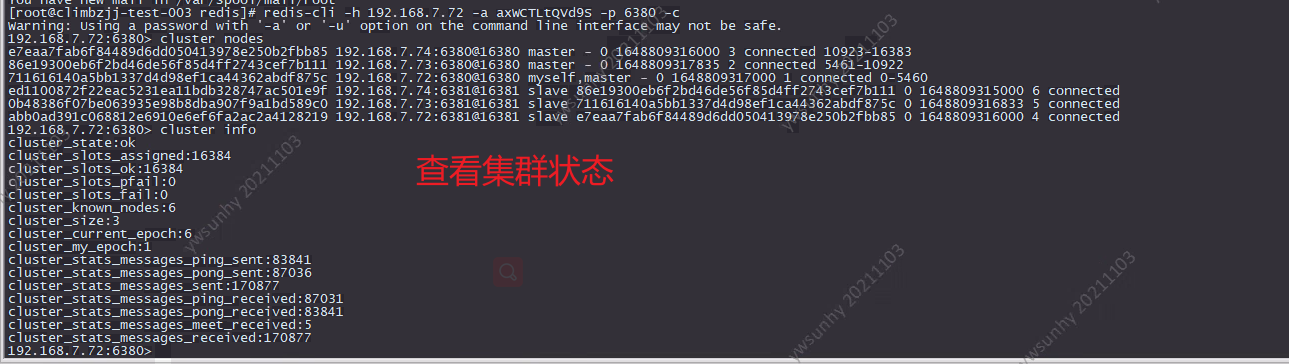 You have new mail in /var/spool/mail/root
[root@climbzjj-test-003 redis]# redis-cli -h 192.168.7.72 -a axWCTLtQVd9S -p 6380 -c
Warning: Using a password with '-a' or '-u' option on the command line interface may not be safe.
192.168.7.72:6380> cluster nodes
e7eaa7fab6f84489d6dd050413978e250b2fbb85 192.168.7.74:6380@16380 master - 0 1648809316000 3 connected 10923-16383
86e19300eb6f2bd46de56f85d4ff2743cef7b111 192.168.7.73:6380@16380 master - 0 1648809317835 2 connected 5461-10922
711616140a5bb1337d4d98ef1ca44362abdf875c 192.168.7.72:6380@16380 myself,master - 0 1648809317000 1 connected 0-5460
ed1100872f22eac5231ea11bdb328747ac501e9f 192.168.7.74:6381@16381 slave 86e19300eb6f2bd46de56f85d4ff2743cef7b111 0 1648809315000 6 connected
0b48386f07be063935e98b8dba907f9a1bd589c0 192.168.7.73:6381@16381 slave 711616140a5bb1337d4d98ef1ca44362abdf875c 0 1648809316833 5 connected
abb0ad391c068812e6910e6ef6fa2ac2a4128219 192.168.7.72:6381@16381 slave e7eaa7fab6f84489d6dd050413978e250b2fbb85 0 1648809316000 4 connected
192.168.7.72:6380> cluster info
cluster_state:ok
cluster_slots_assigned:16384
查看集群状态
cluster_slots_ok:16384
cluster_slots_pfail:0
cluster_slots_fail:0
cluster_known_nodes:6
cluster_size:3
cluster_current_epoch:6
cluster_my_epoch:1
cluster_stats_messages_ping_sent:83841
cluster_stats_messages_pong_sent:87036
cluster_stats_messages_sent:170877
cluster_stats_messages_ping_received:87031
cluster_stats_messages_pong_received:83841
cluster_stats_messages_meet_received:5
cluster_stats_messages_received:170877
192.168.7.72:6380>
ywsunhy 20211103
ywsunhy 20211103
ywsunhy 20211103